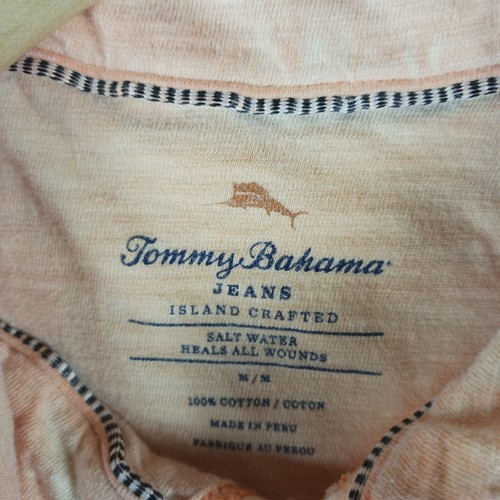 Tommy Bahama
JEANS
ISLAND CRAFTED
SALT WATER
HEALS ALL WOUNDS
M/M
100% COTTON / COTON
MADE IN PERU
FABRIQUE AU PEROU